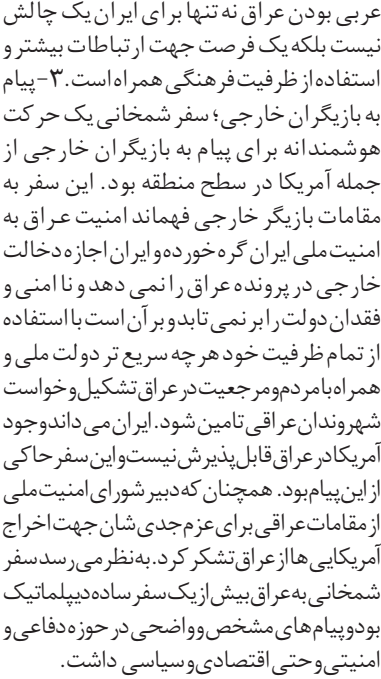 عربی بودن عراق نه تنها برای ایران یک چالش
نیست بلکه یک فرصت جهت ارتباطات بیشتر و
استفاده از ظرفیت فرهنگی همراه است. ۳- پیام
به بازیگران خارجی؛ سفر شمخانی یک حرکت
هوشمندانه برای پیام به بازیگران خارجی از
جمله آمریکا در سطح منطقه بود. این سفر به
مقامات بازیگر خارجی فهماند امنیت عراق به
امنیت ملی ایران گره خورده و ایران اجازه دخالت
خارجی در پرونده عراق را نمی دهد و نا امنی و
فقدان دولت را بر نمی تابد و بر آن است با استفاده
از تمام ظرفیت خود هر چه سریع تر دولت ملی و
همراه با مردم و مرجعیت در عراق تشکیل و خواست
شهروندان عراقی تامین شود. ایران می داند وجود
آمریکا در عراق قابل پذیرش نیست و این سفر حاکی
از این پیام بود. همچنان که دبیر شورای امنیت ملی
از مقامات عراقی برای عزم جدی شان جهت اخراج
آمریکایی ها از عراق تشکر کرد. به نظر می رسد سفر
شمخانی به عراق بیش از یک سفر ساده دیپلماتیک
بود و پیام های مشخص و واضحی در حوزه دفاعی و
امنیتی و حتی اقتصادی و سیاسی داشت.